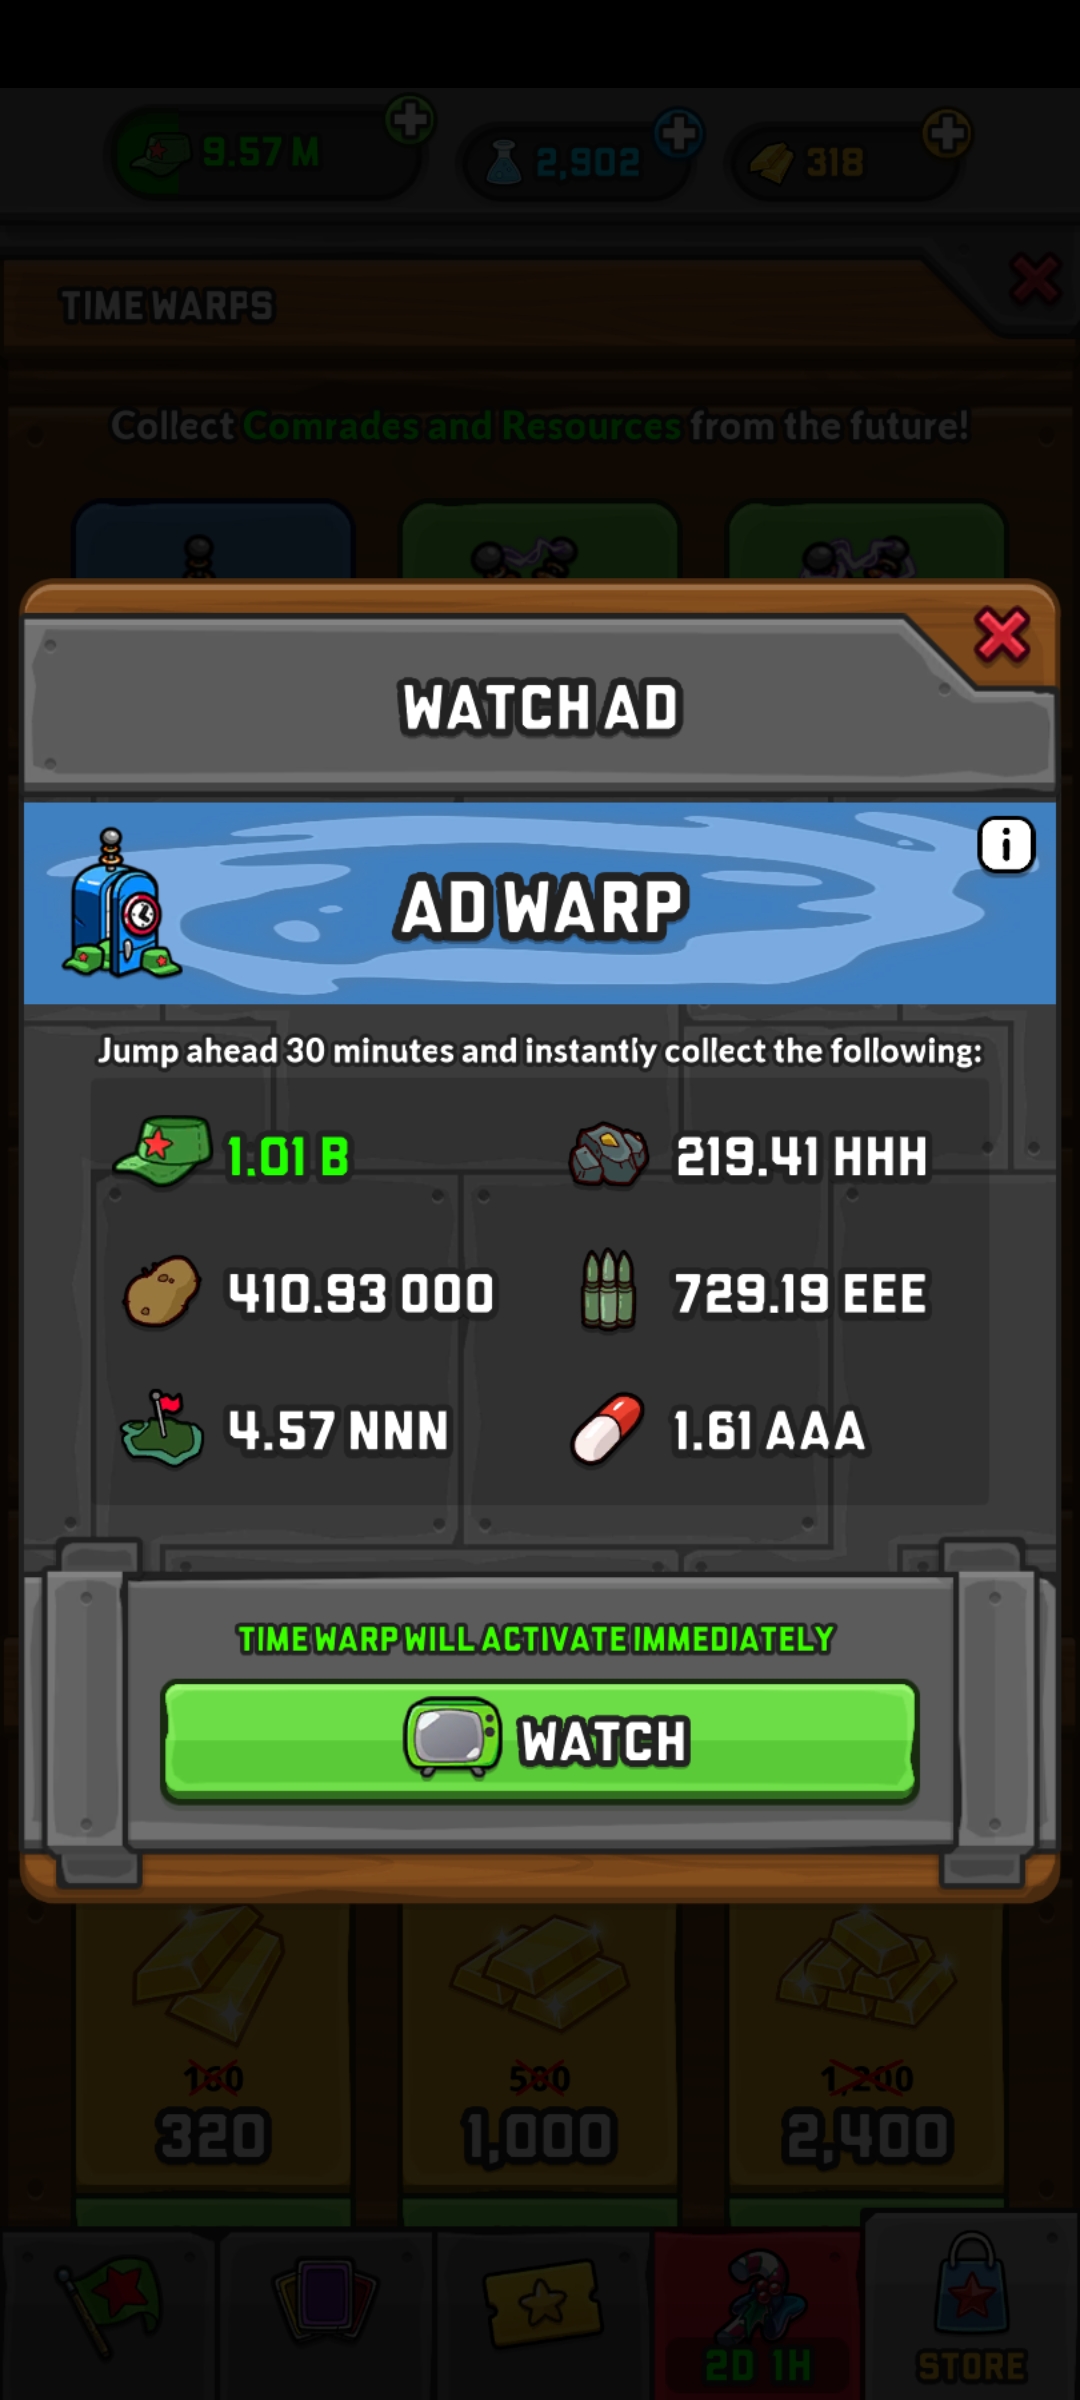 9.57 M
2,902
318
TIME WARPS
Collect Comrades and Resources from the future!
WATCH AD
AD WARP
i
Jump ahead 30 minutes and instantly collect the following:
1.01 B
219.41 HHH
410.93 OOO
729.19 EEE
4.57 NNN
1.61 AAA
TIME WARP WILL ACTIVATE IMMEDIATELY
WATCH
160 500 1,200
320 1,000 2,400
2D 1H
STORE